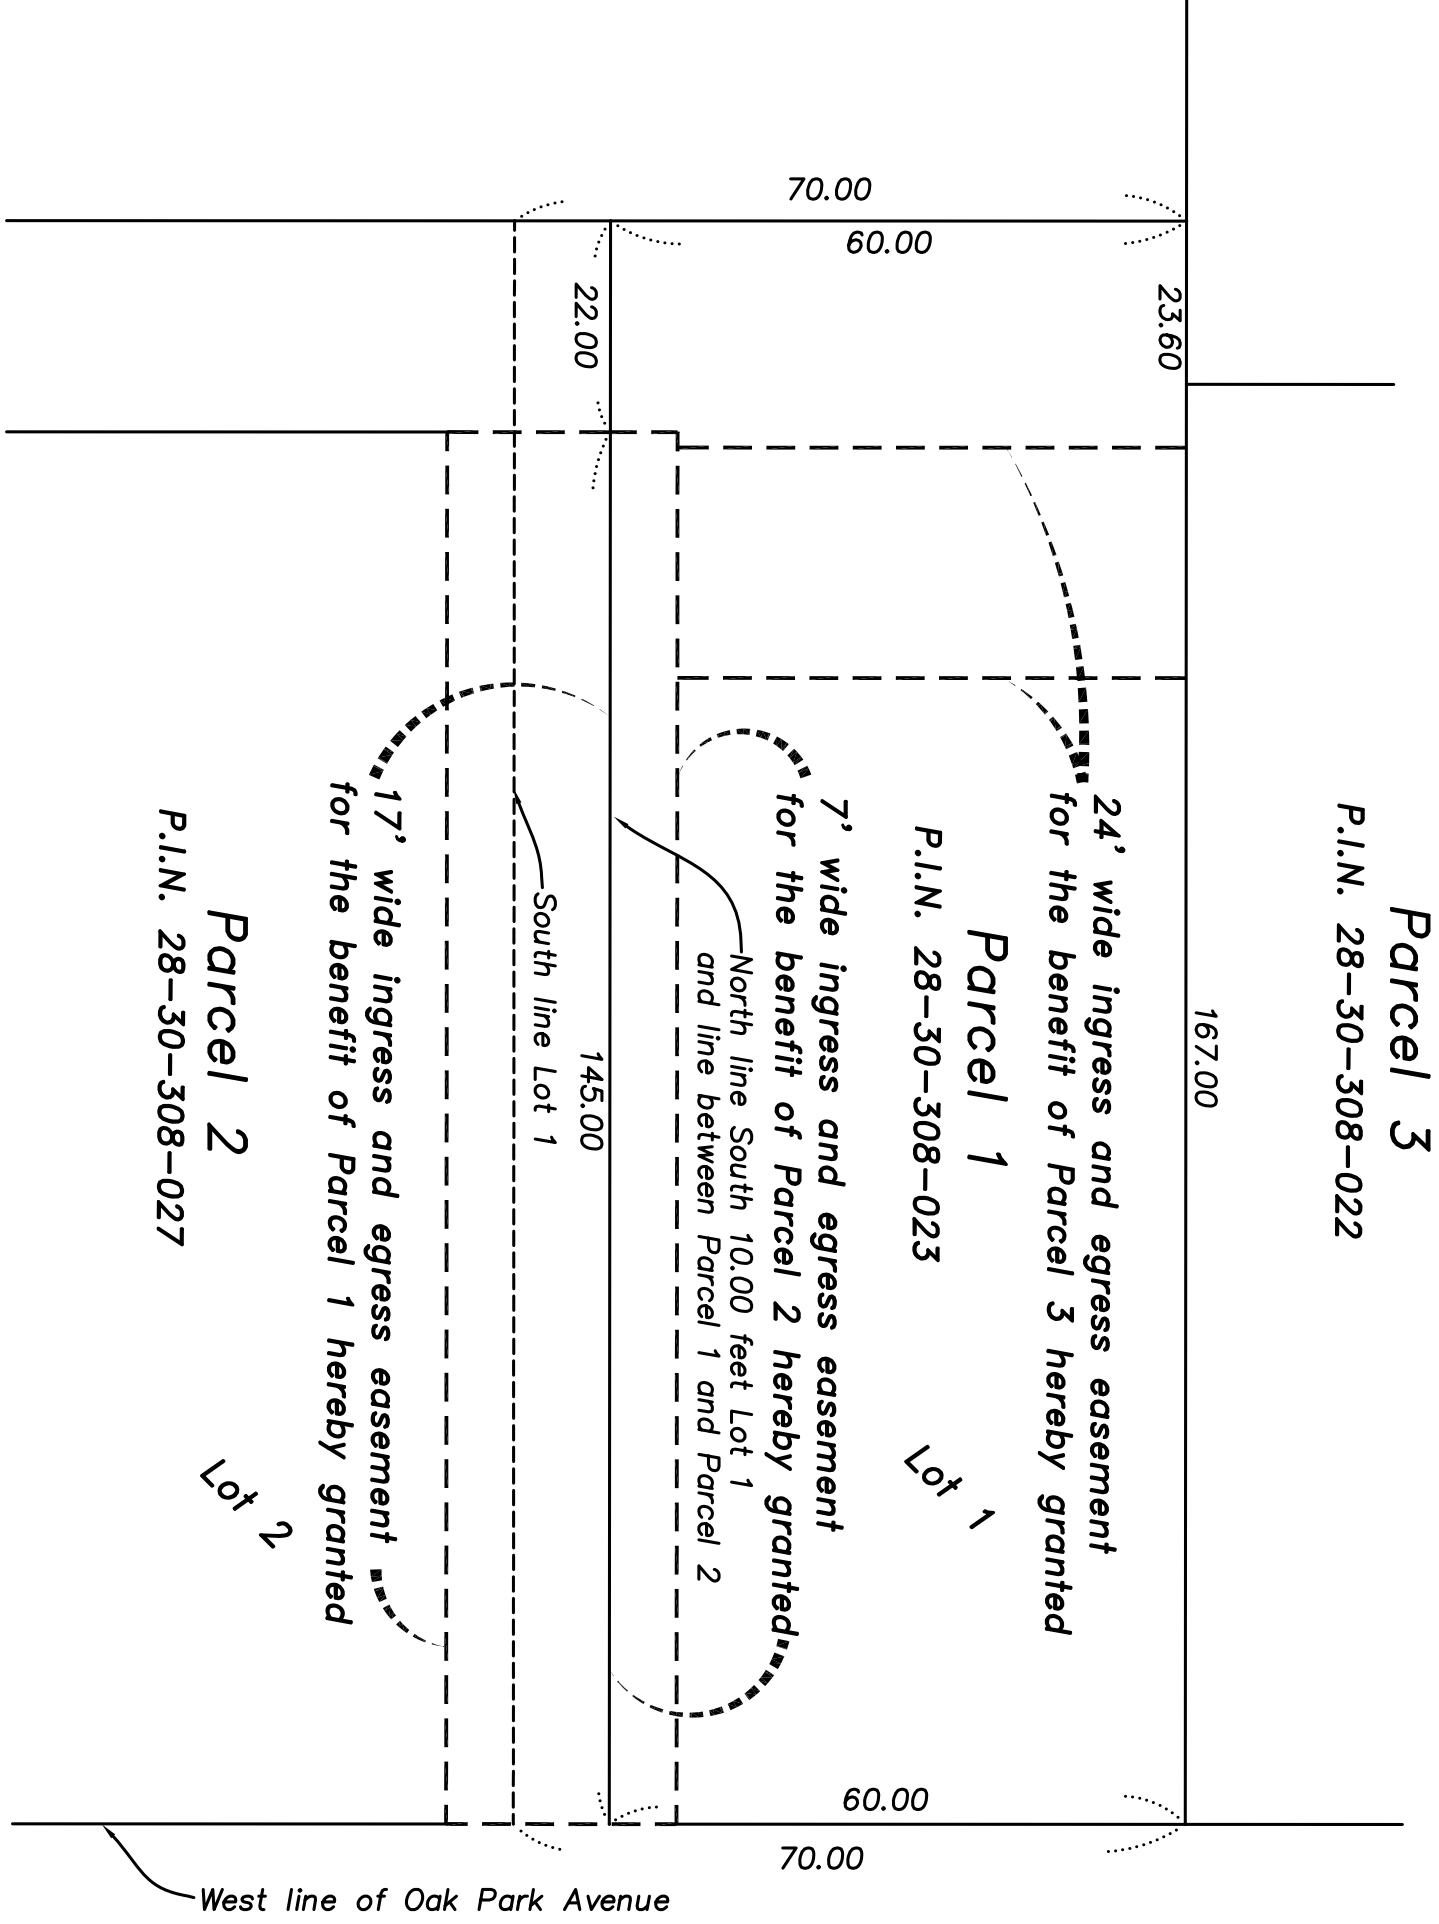 Parcel 3
P.I.N. 28-30-308-022
167.00
23.60
24' wide ingress and egress easement
for the benefit of Parcel 3 hereby granted
Parcel 1
P.I.N. 28-30-308-023
Lot 1
7' wide ingress and egress easement
for the benefit of Parcel 2 hereby granted
North line South 10.00 feet Lot 1
and line between Parcel 1 and Parcel 2
22.00
145.00
South line Lot 1
17' wide ingress and egress easement
for the benefit of Parcel 1 hereby granted
Parcel 2
P.I.N. 28-30-308-027
Lot 2
70.00
60.00
60.00
70.00
West line of Oak Park Avenue